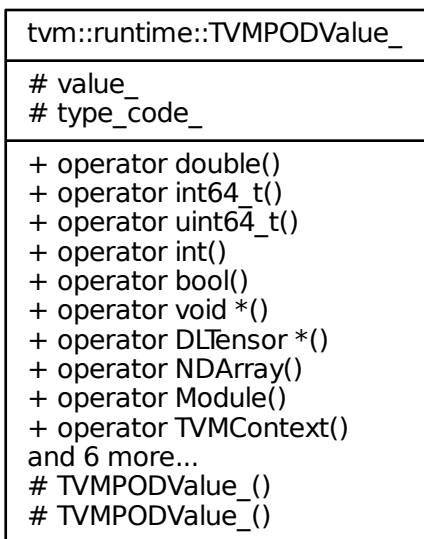 tvm::runtime::TVMPODValue_
# value_
# type_code_
+ operator double()
+ operator int64_t()
+ operator uint64_t()
+ operator int()
+ operator bool()
+ operator void *()
+ operator DLTensor *()
+ operator NDArray()
+ operator Module()
+ operator TVMContext()
and 6 more...
# TVMPODValue_()
# TVMPODValue_()